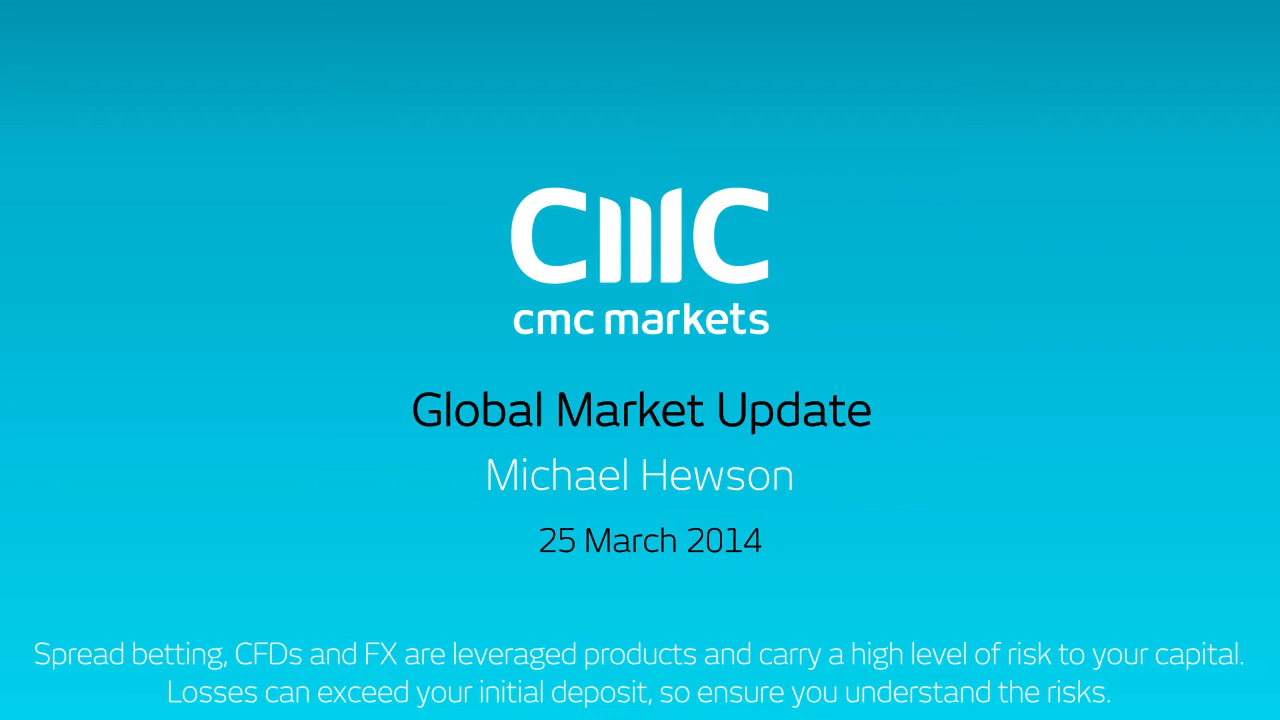 CMC
cmc markets
Global Market Update
Michael Hewson
25 March 2014
Spread betting, CFDs and FX are leveraged products and carry a high level of risk to your capital.
Losses can exceed your initial deposit, so ensure you understand the risks.